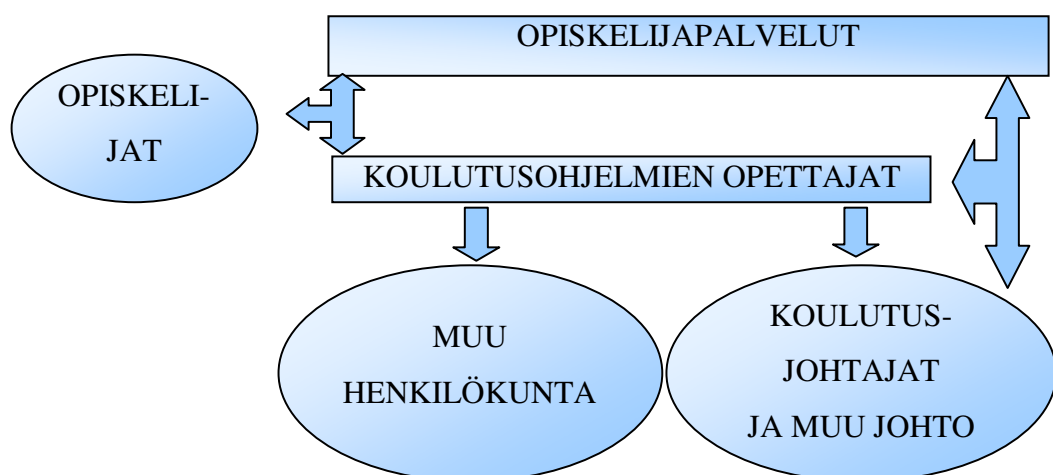 OPISKELIJAPALVELUT
OPISKELI-
JAT
KOULUTUSOHJELMIEN OPETTAJAT
MUU
HENKILÖKUNTA
KOULUTUS-
JOHTAJAT
JA MUU JOHTO